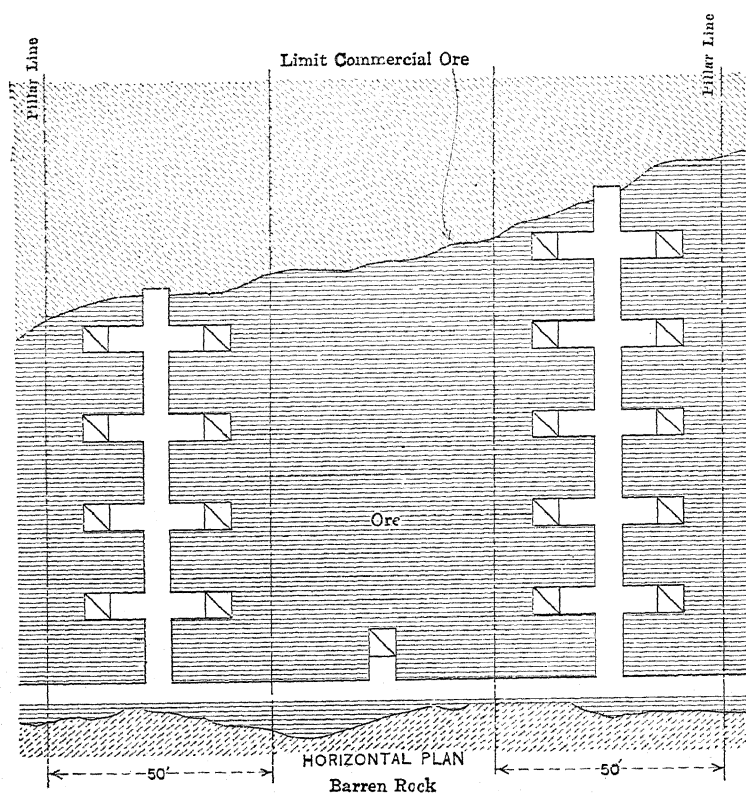 Pillar Line
Limit Commercial Ore
Pillar Line
Ore
HORIZONTAL PLAN
50'
50'
Barren Rock